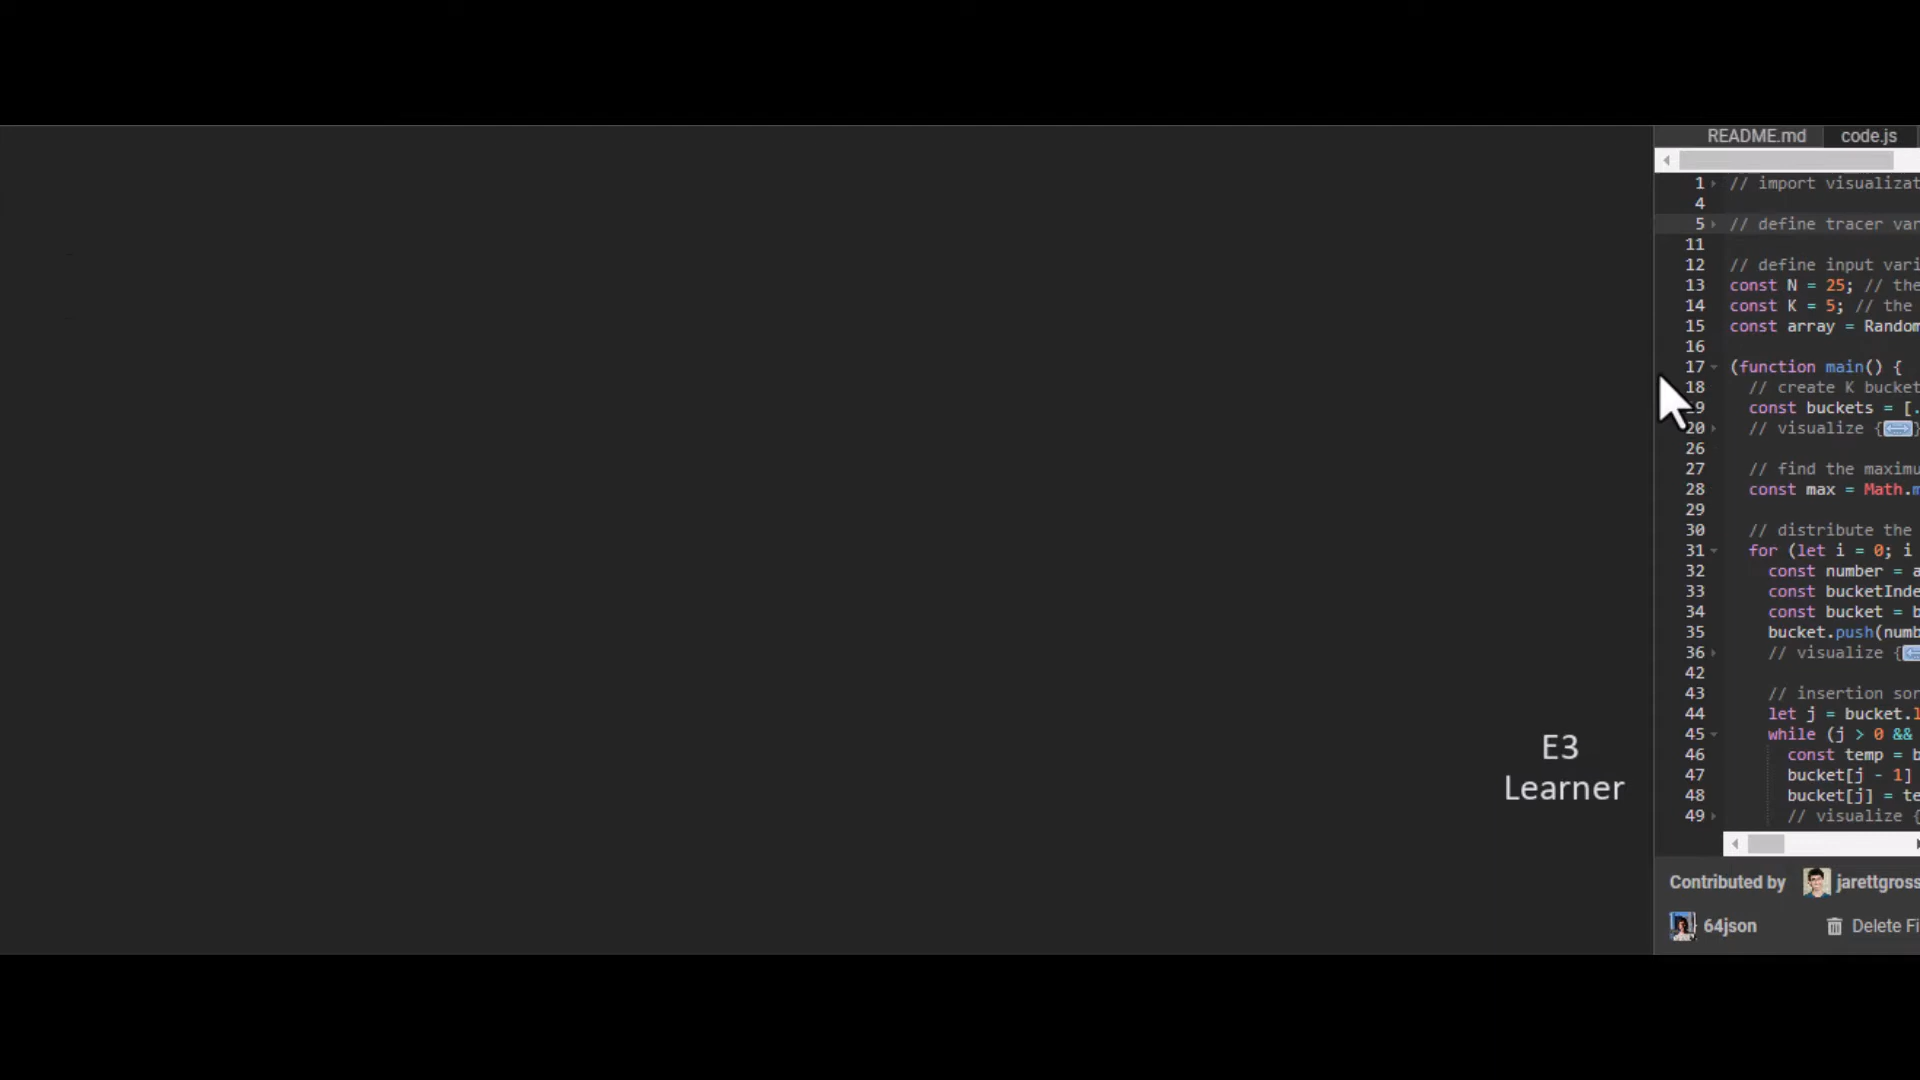 README.md code.js
1 // import visualizat
4
5 // define tracer var
11
12 // define input vari
13 const N = 25; // the
14 const K = 5; // the
15 const array = Random
16
17 (function main() {
18 // create K bucket
19 const buckets = [.
20 // visualize {
26
27 // find the maximu
28 const max = Math.m
29
30 // distribute the
31 for (let i = 0; i
32 const number = a
33 const bucketInde
34 const bucket = b
35 bucket.push(numb
36 // visualize {
42
43 // insertion sor
44 let j = bucket.l
45 while (j > 0 &&
46 const temp = b
47 bucket[j - 1]
48 bucket[j] = te
49 // visualize {
E3
Learner
Contributed by jarettgross
64json Delete Fi